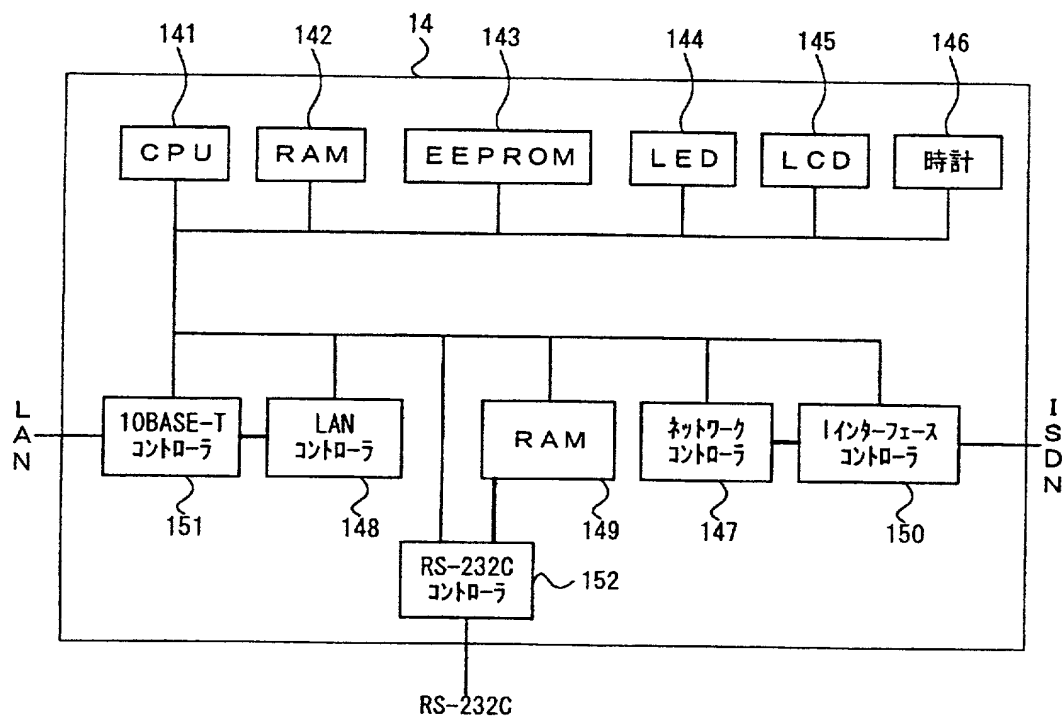 141
142
14
143
144
145
146
CPU
RAM
EEPROM
LED
LCD
時計
LAN
10BASE-T
コントローラ
LAN
コントローラ
RAM
ネットワーク
コントローラ
Iインターフェース
コントローラ
ISDN
151
148
149
147
150
RS-232C
コントローラ
152
RS-232C